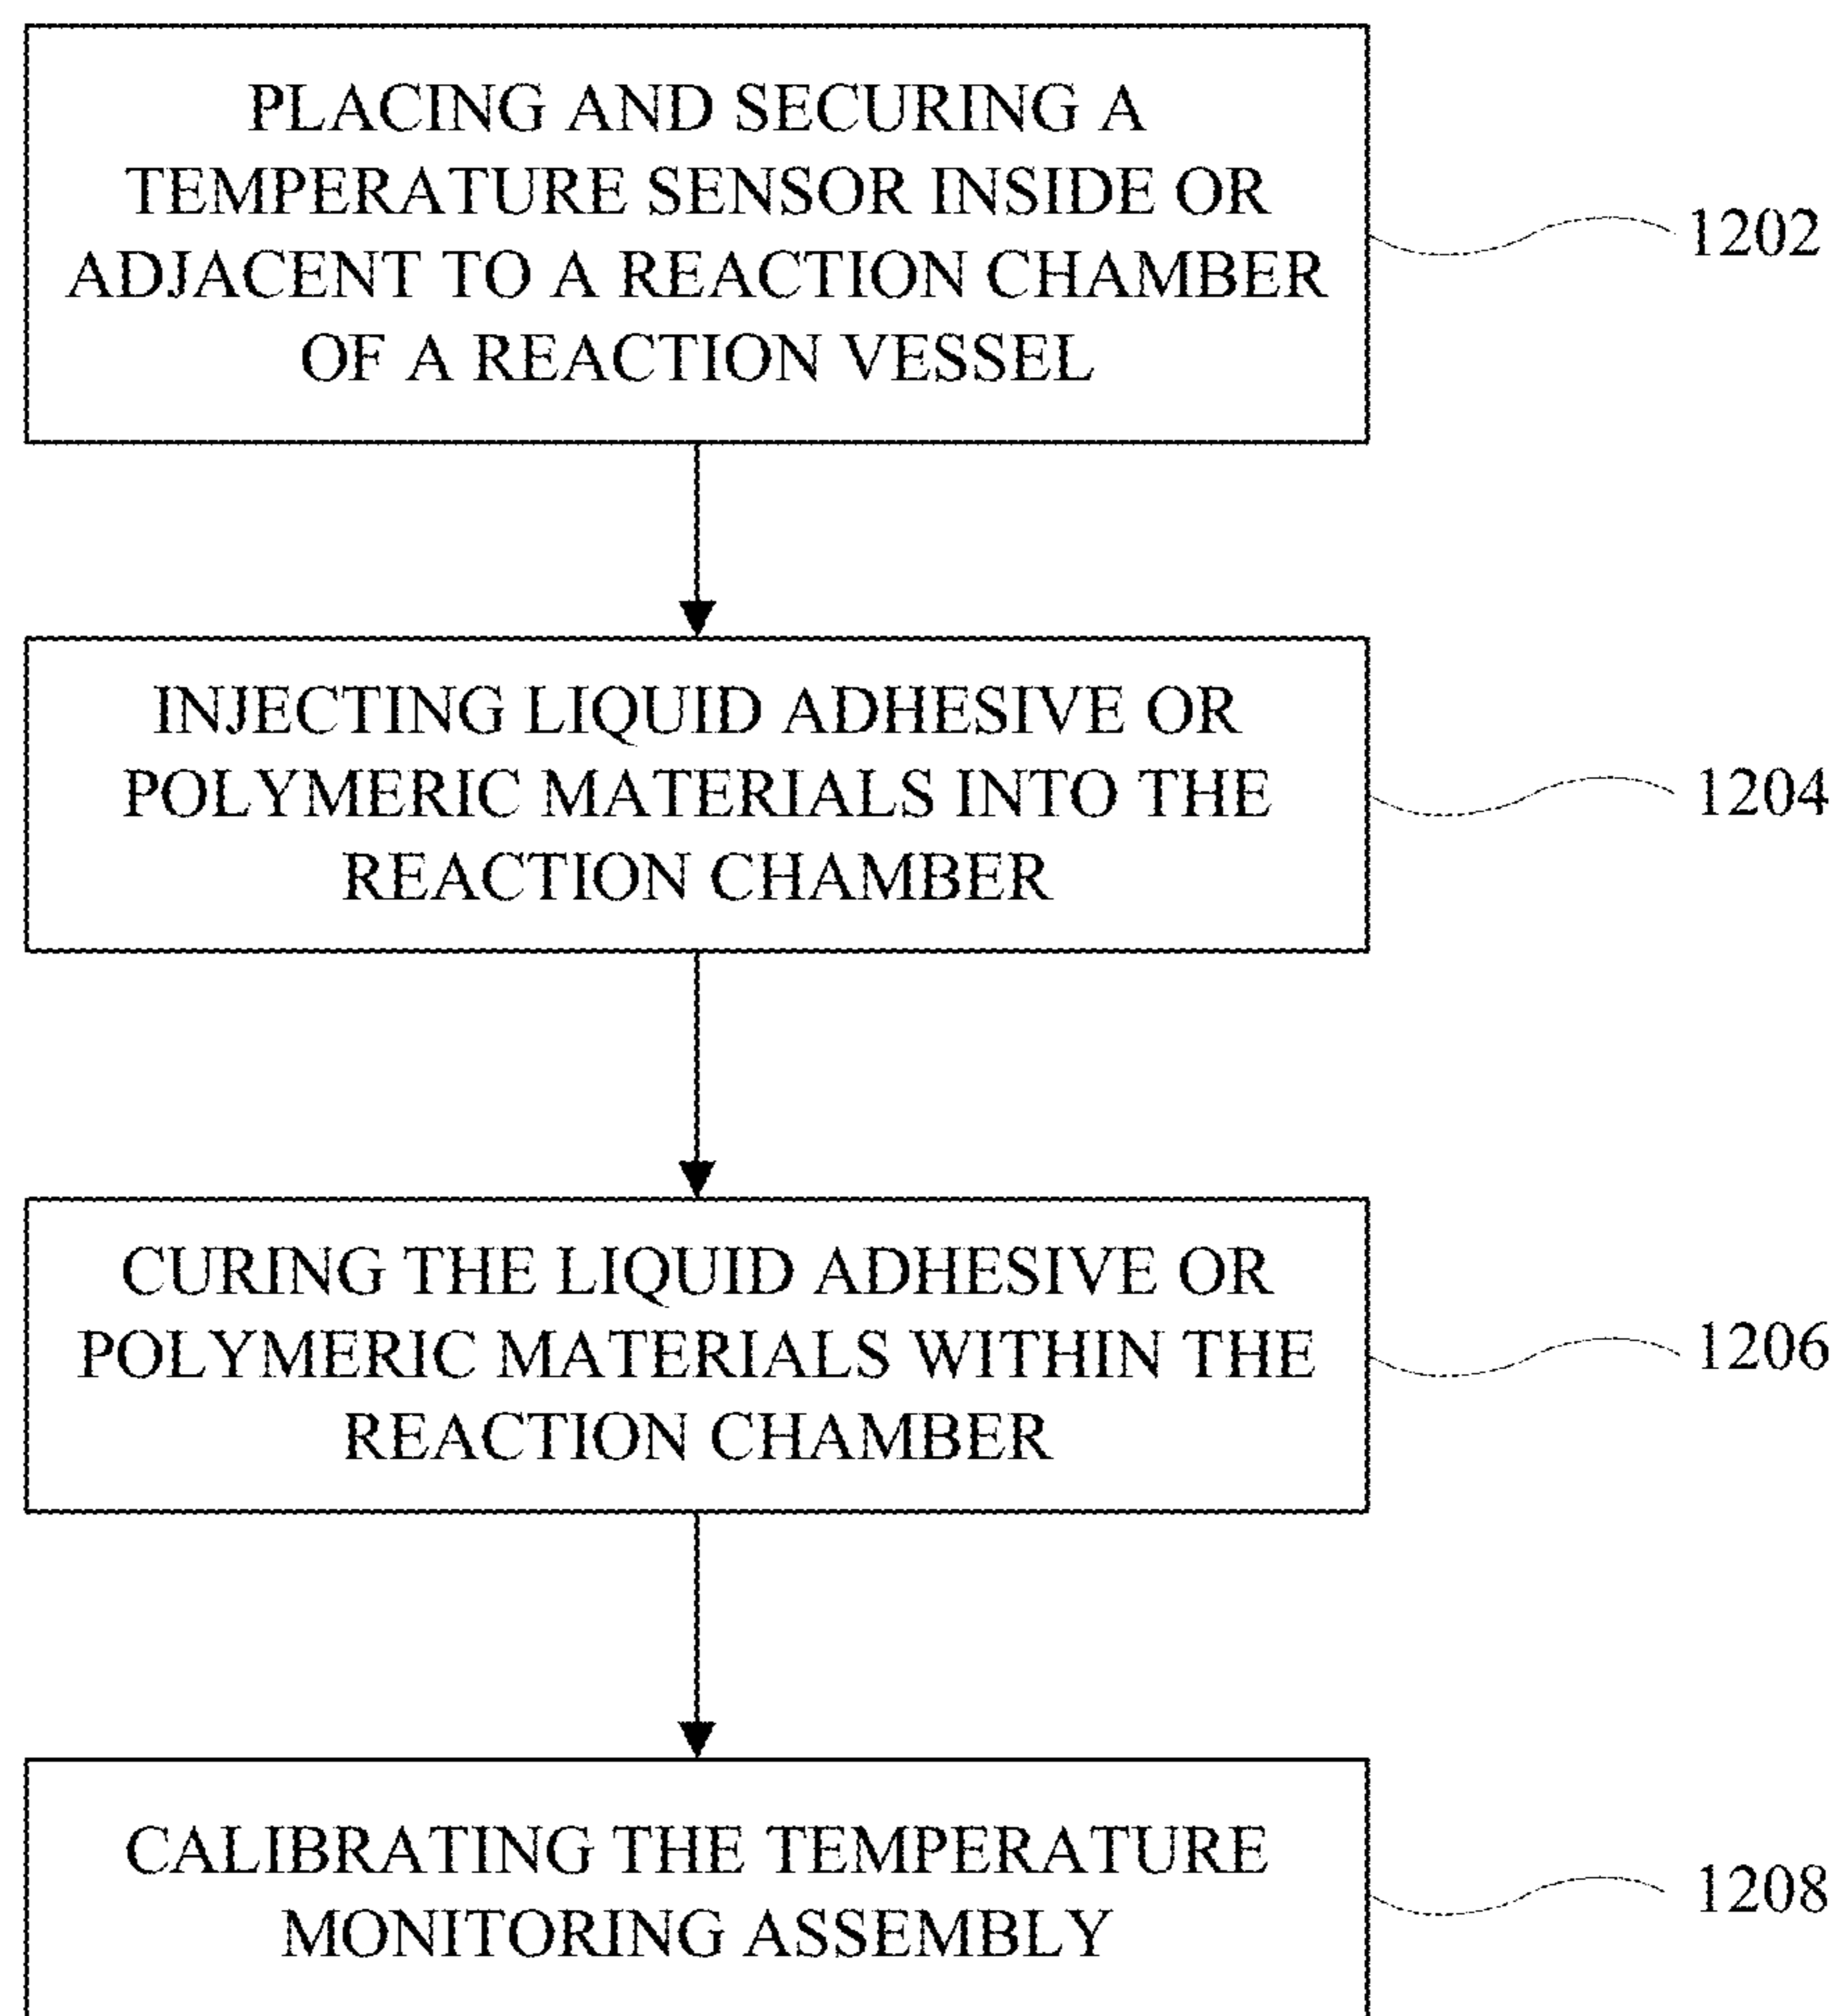 PLACING AND SECURING A
TEMPERATURE SENSOR INSIDE OR
ADJACENT TO A REACTION CHAMBER
OF A REACTION VESSEL
1202
INJECTING LIQUID ADHESIVE OR
POLYMERIC MATERIALS INTO THE
REACTION CHAMBER
1204
CURING THE LIQUID ADHESIVE OR
POLYMERIC MATERIALS WITHIN THE
REACTION CHAMBER
1206
CALIBRATING THE TEMPERATURE
MONITORING ASSEMBLY
1208